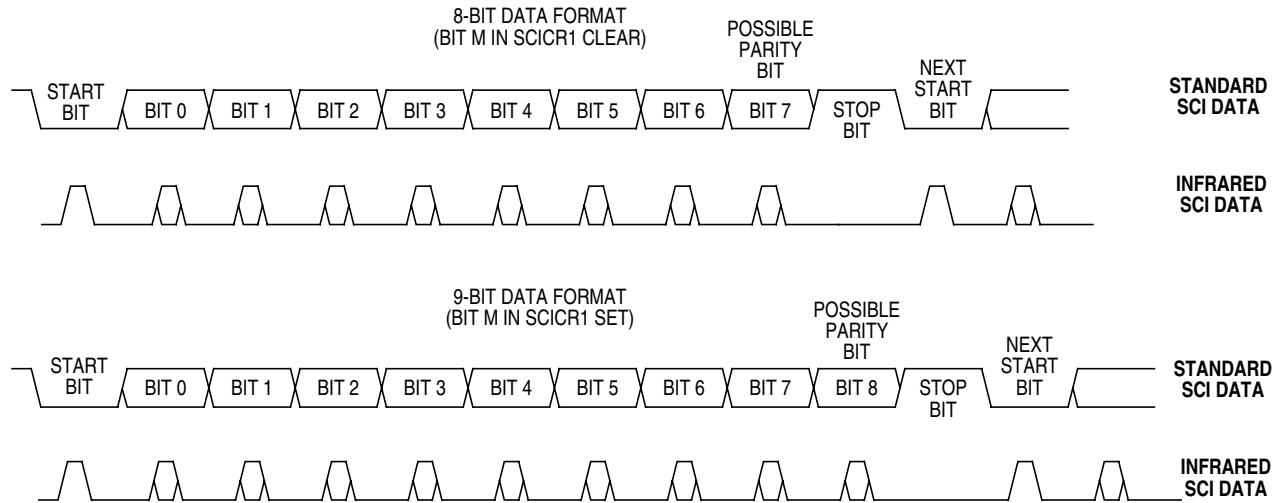 8-BIT DATA FORMAT
(BIT M IN SCICR1 CLEAR)
POSSIBLE
PARITY
BIT
NEXT
START
BIT
START
BIT
BIT 0
BIT 1
BIT 2
BIT 3
BIT 4
BIT 5
BIT 6
BIT 7
STOP
BIT
STANDARD
SCI DATA
INFRARED
SCI DATA
9-BIT DATA FORMAT
(BIT M IN SCICR1 SET)
POSSIBLE
PARITY
BIT
NEXT
START
BIT
START
BIT
BIT 0
BIT 1
BIT 2
BIT 3
BIT 4
BIT 5
BIT 6
BIT 7
BIT 8
STOP
BIT
STANDARD
SCI DATA
INFRARED
SCI DATA